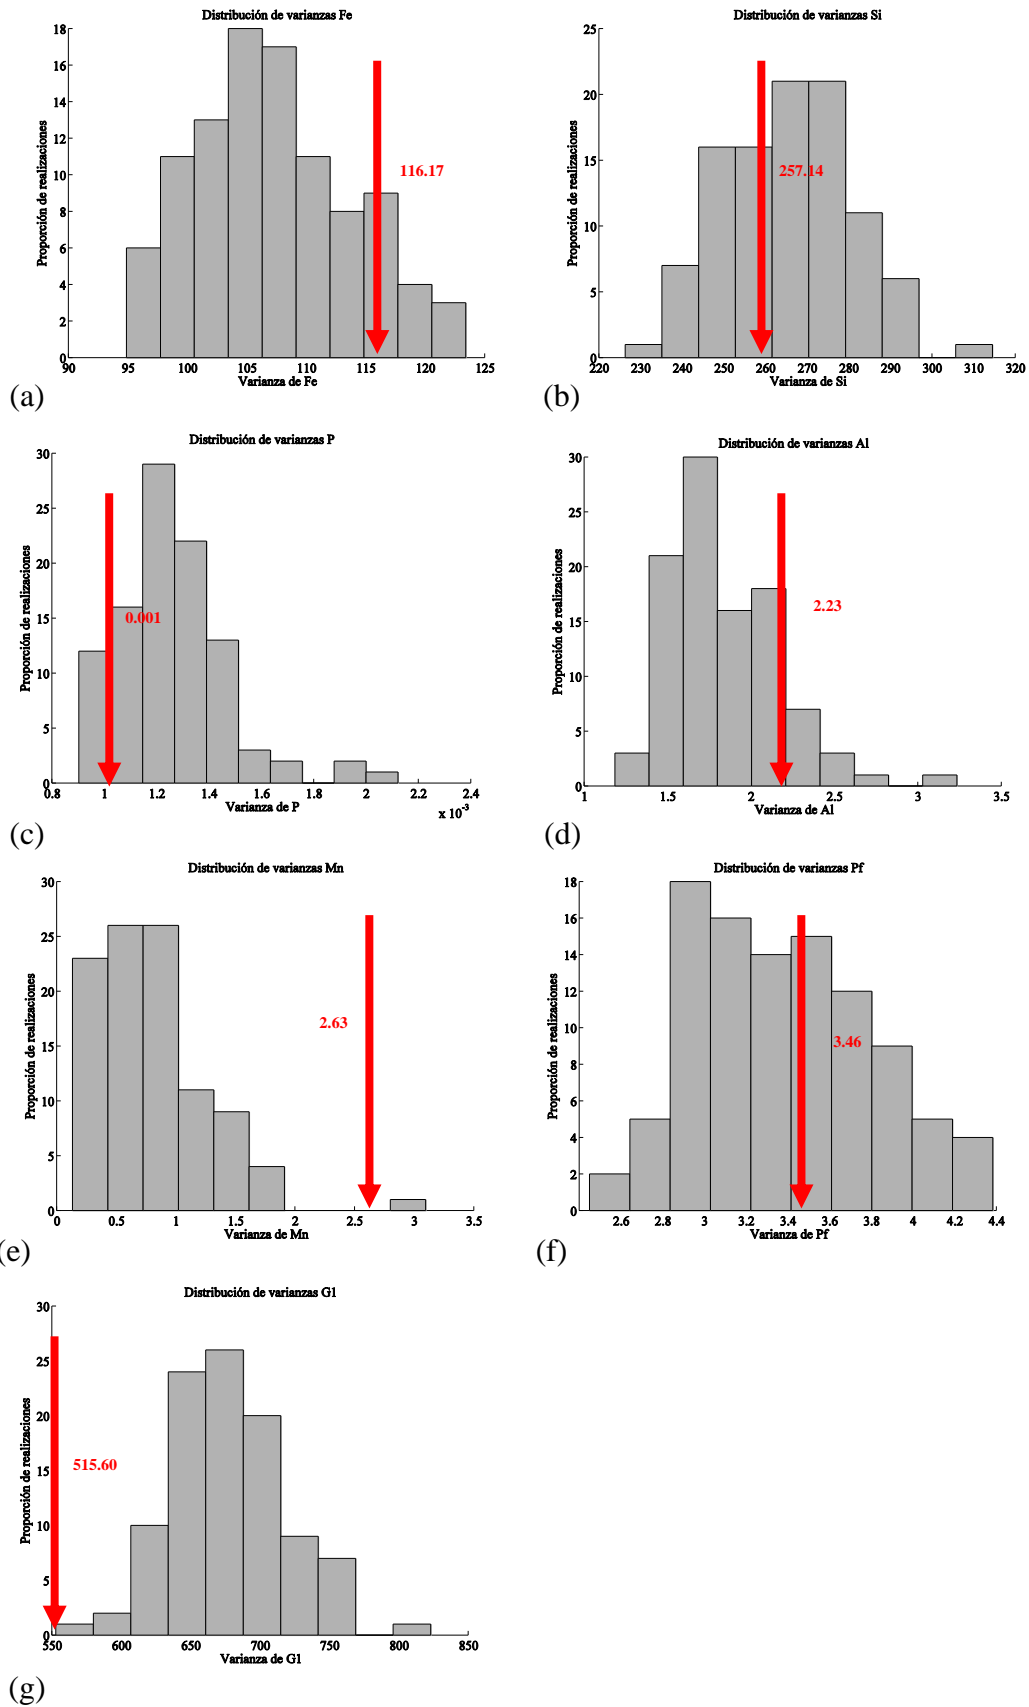 Distribución de varianzas Fe
Proporción de realizaciones
18
16
14
12
10
8
6
4
2
0
116.17
90 95 100 105 110 115 120 125
Varianza de Fe
(a)
Distribución de varianzas Si
Proporción de realizaciones
25
20
15
10
5
0
257.14
220 230 240 250 260 270 280 290 300 310 320
Varianza de Si
(b)
Distribución de varianzas P
Proporción de realizaciones
30
25
20
15
10
5
0
0.001
0.8 1 1.2 1.4 1.6 1.8 2 2.2 2.4
Varianza de P
x 10⁻³
(c)
Distribución de varianzas Al
Proporción de realizaciones
30
25
20
15
10
5
0
2.23
1 1.5 2 2.5 3 3.5
Varianza de Al
(d)
Distribución de varianzas Mn
Proporción de realizaciones
30
25
20
15
10
5
0
2.63
0 0.5 1 1.5 2 2.5 3 3.5
Varianza de Mn
(e)
Distribución de varianzas Pf
Proporción de realizaciones
18
16
14
12
10
8
6
4
2
0
3.46
2.6 2.8 3 3.2 3.4 3.6 3.8 4 4.2 4.4
Varianza de Pf
(f)
Distribución de varianzas G1
Proporción de realizaciones
30
25
20
15
10
5
0
515.60
550 600 650 700 750 800 850
Varianza de G1
(g)